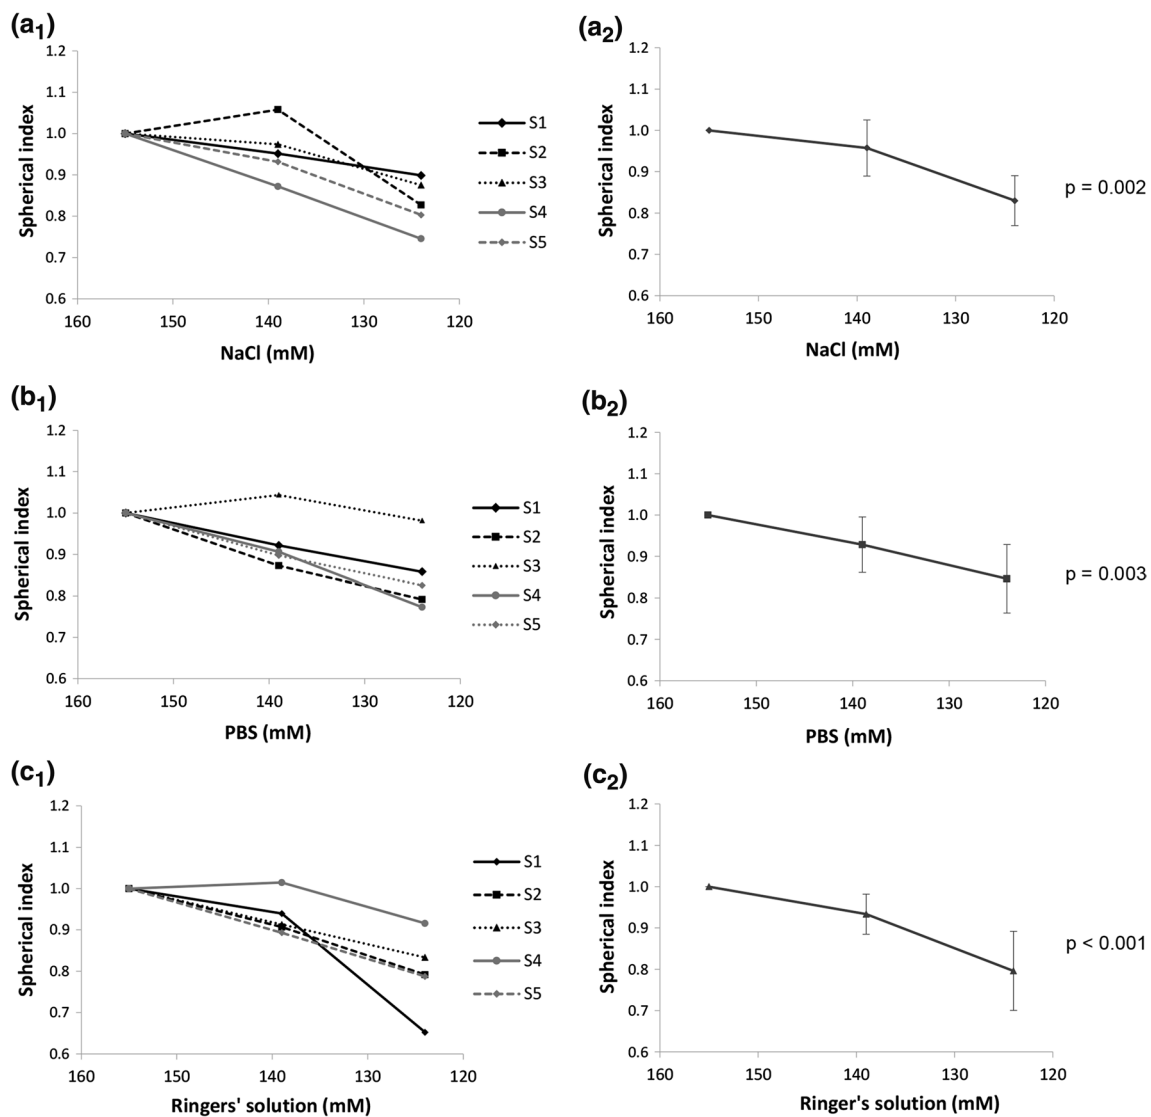 (a1)
1.2
1.1
1.0
0.9
0.8
0.7
0.6
Spherical index
160 150 140 130 120
NaCl (mM)
S1
S2
S3
S4
S5
(a2)
1.2
1.1
1.0
0.9
0.8
0.7
0.6
Spherical index
160 150 140 130 120
NaCl (mM)
p = 0.002
(b1)
1.2
1.1
1.0
0.9
0.8
0.7
0.6
Spherical index
160 150 140 130 120
PBS (mM)
S1
S2
S3
S4
S5
(b2)
1.2
1.1
1.0
0.9
0.8
0.7
0.6
Spherical index
160 150 140 130 120
PBS (mM)
p = 0.003
(c1)
1.2
1.1
1.0
0.9
0.8
0.7
0.6
Spherical index
160 150 140 130 120
Ringers' solution (mM)
S1
S2
S3
S4
S5
(c2)
1.2
1.1
1.0
0.9
0.8
0.7
0.6
Spherical index
160 150 140 130 120
Ringer's solution (mM)
p < 0.001